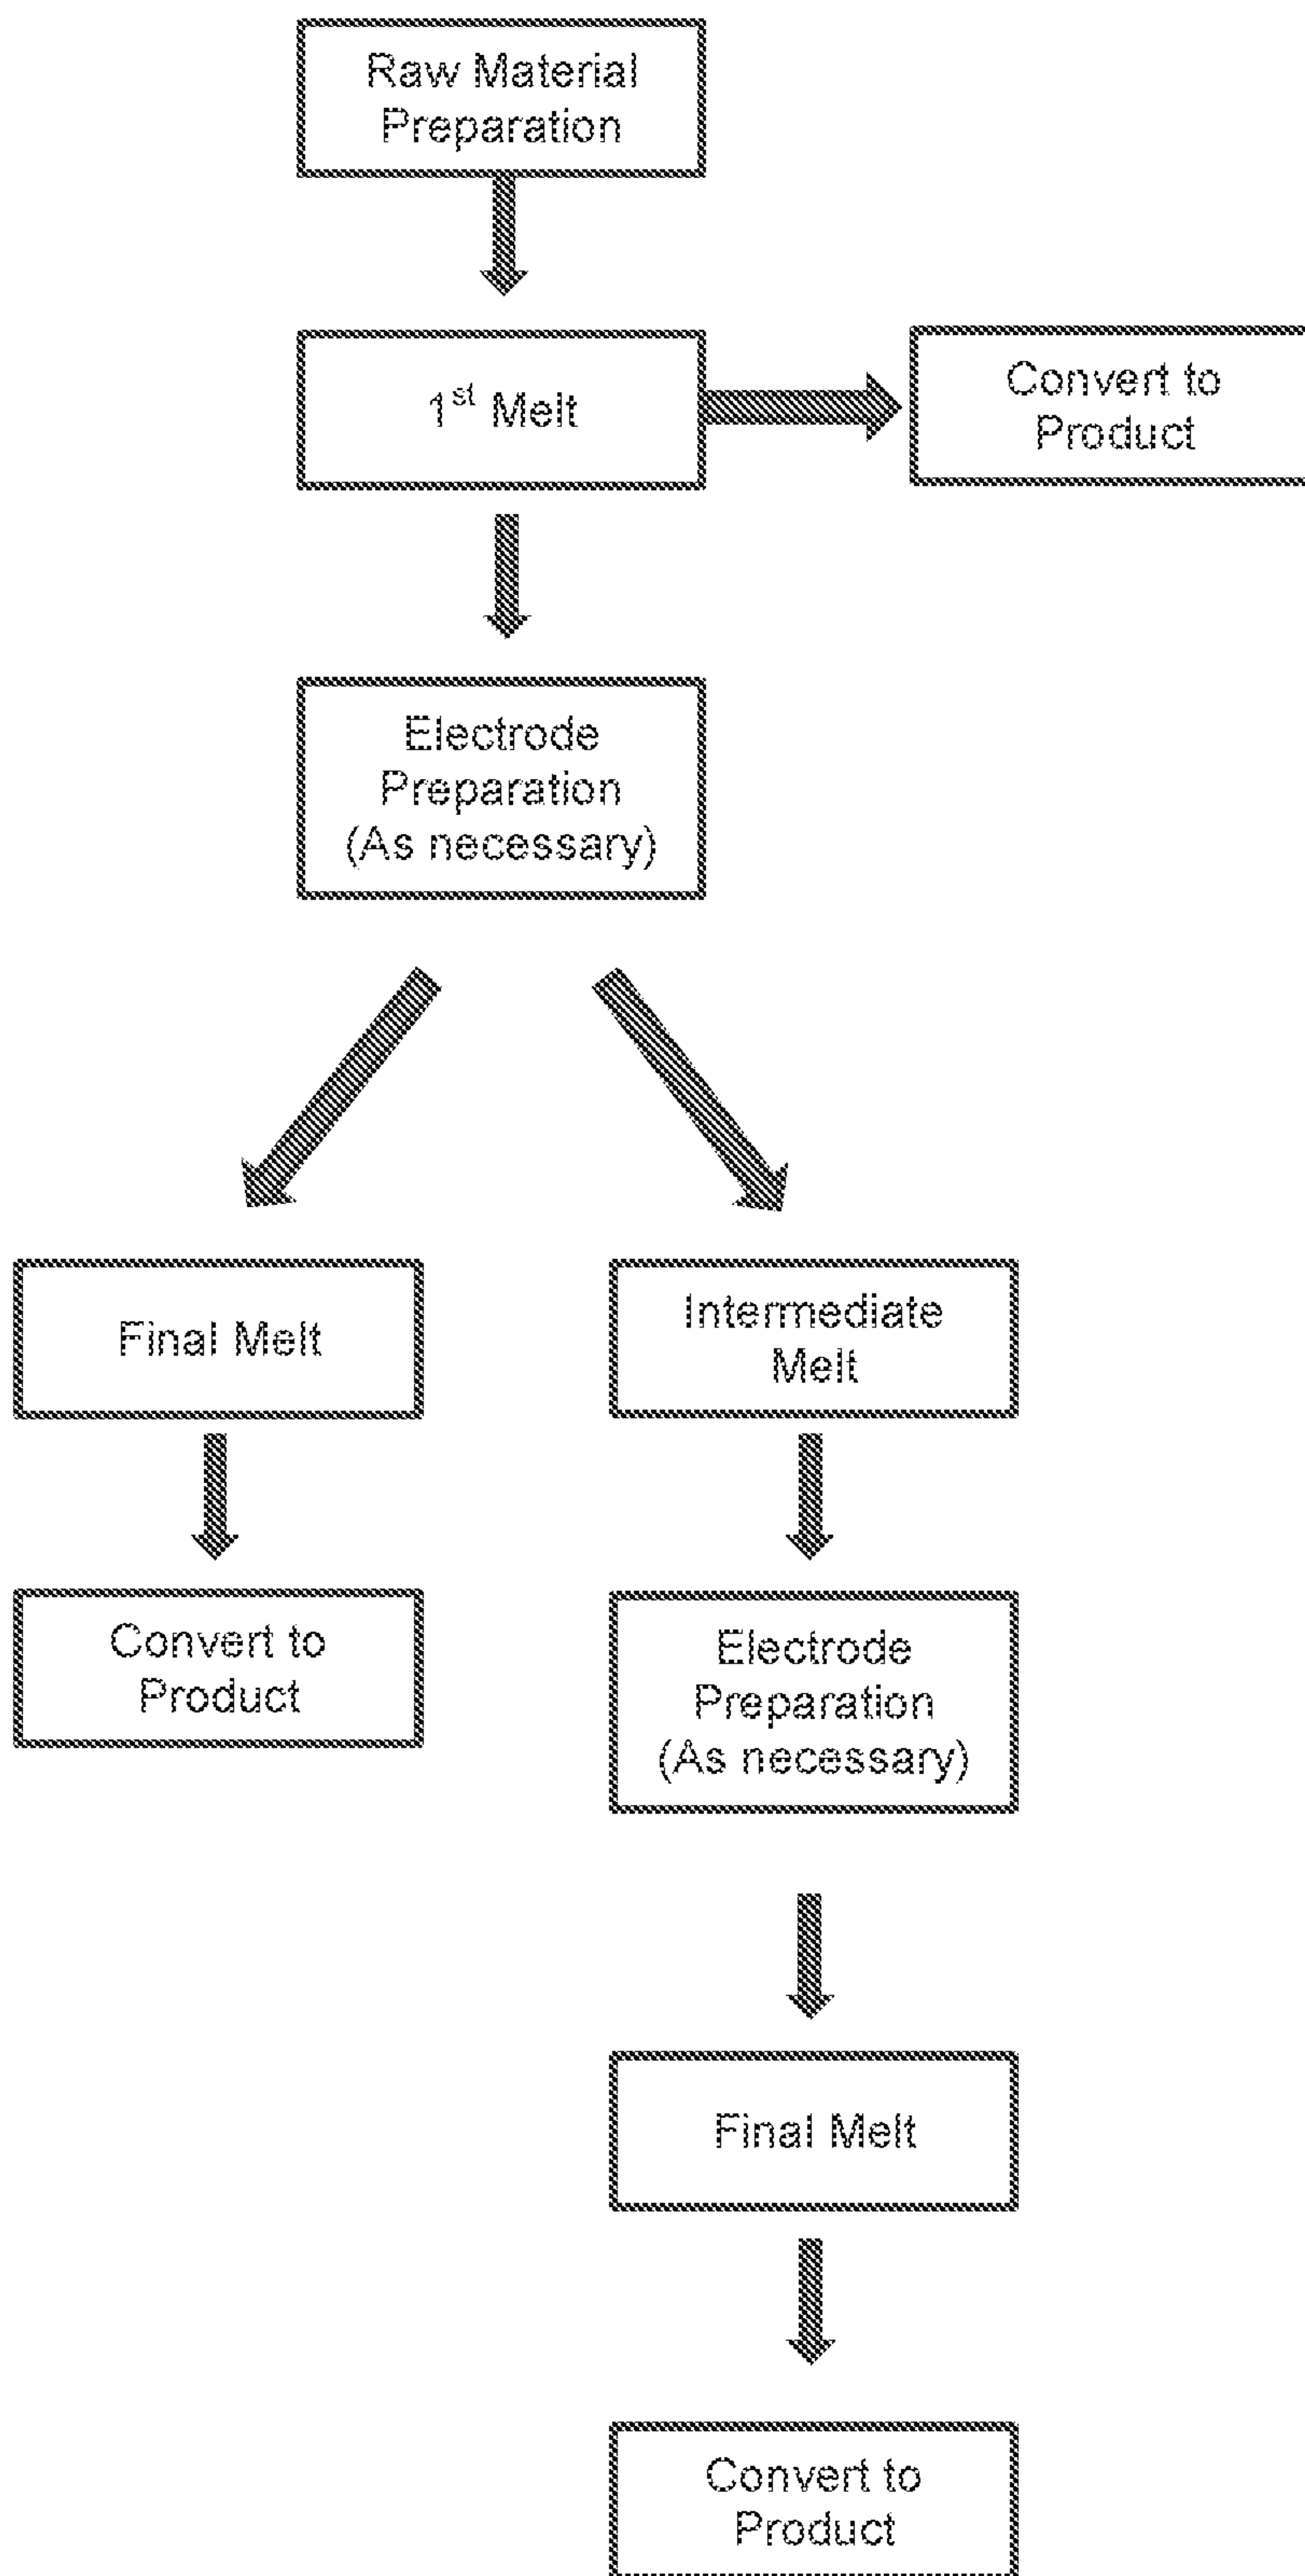 Raw Material
Preparation
1st Melt
Convert to
Product
Electrode
Preparation
(As necessary)
Final Melt
Intermediate
Melt
Convert to
Product
Electrode
Preparation
(As necessary)
Final Melt
Convert to
Product